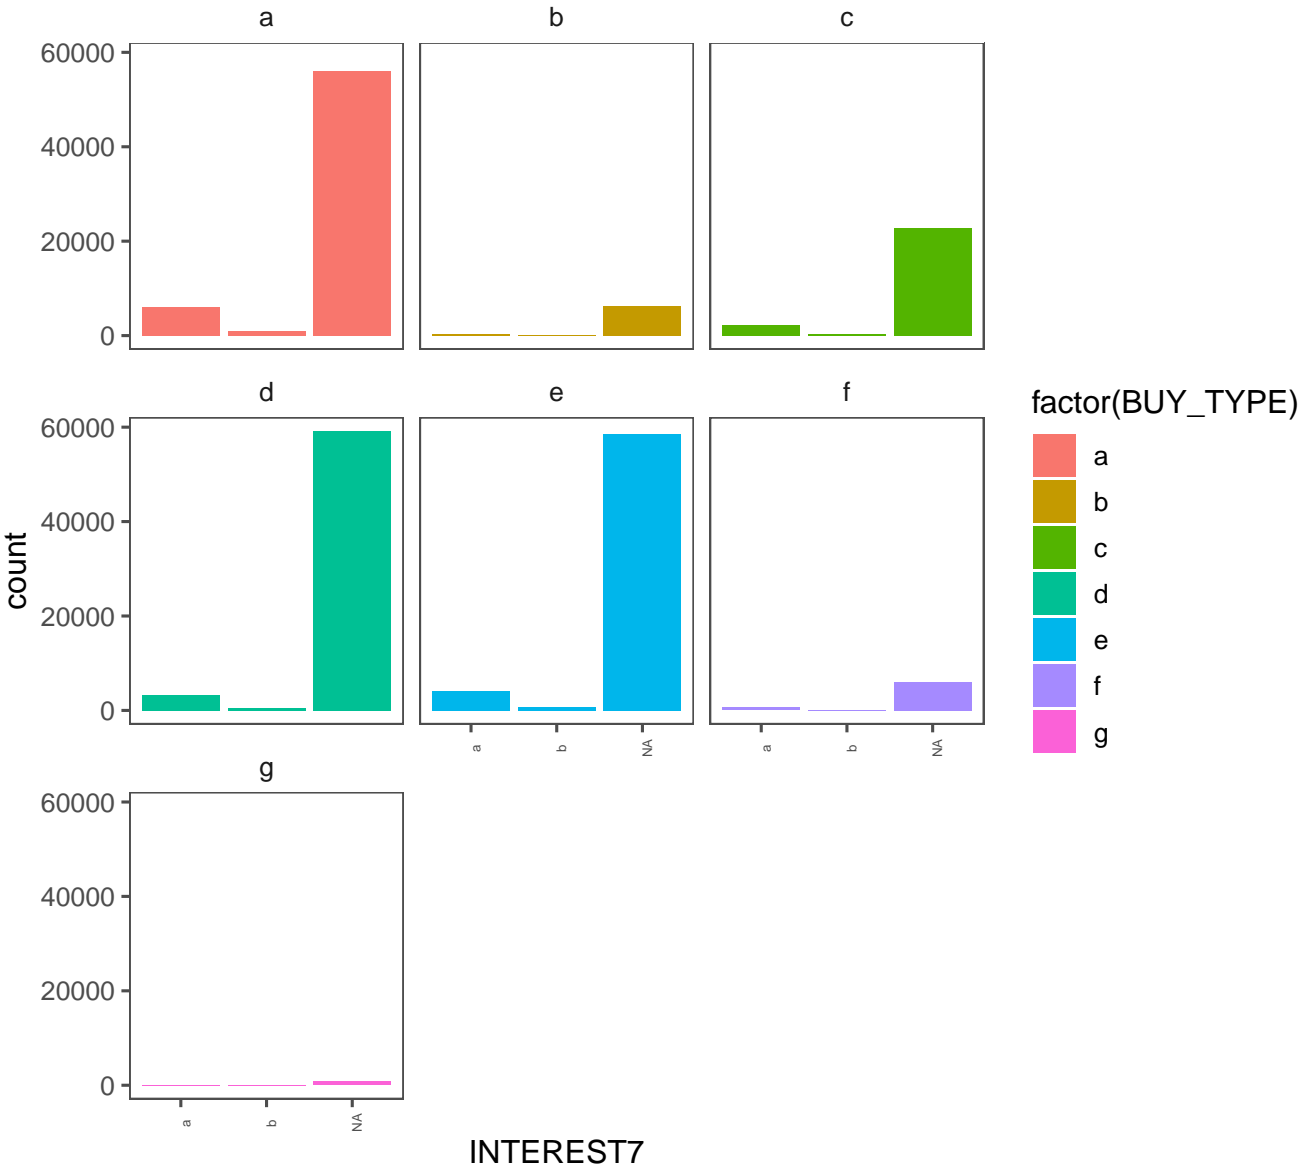 a b c
60000
40000
20000
0
d e f
60000
40000
20000
0
a b NA a b NA
g
60000
40000
20000
0
a b NA
count
INTEREST7
factor(BUY_TYPE)
a
b
c
d
e
f
g